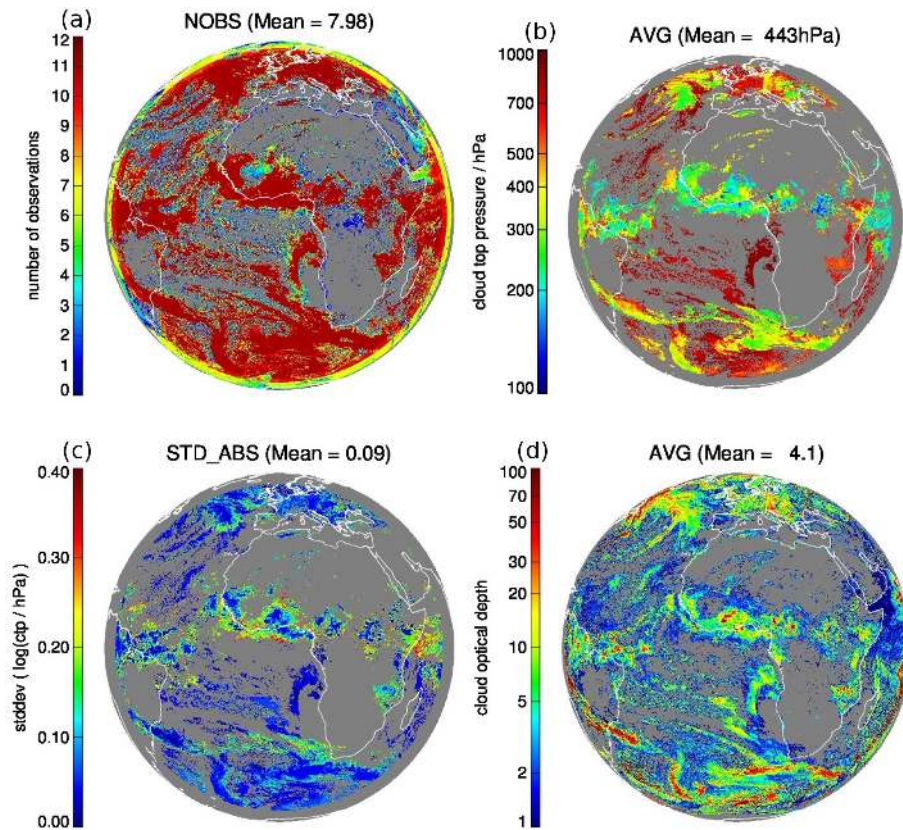 (a)
NOBS (Mean = 7.98)
number of observations
12
11
10
9
8
7
6
5
4
3
2
1
0
(b)
AVG (Mean = 443hPa)
cloud top pressure / hPa
1000
700
500
400
300
200
100
(c)
STD_ABS (Mean = 0.09)
stddev ( log(ctp / hPa) )
0.40
0.30
0.20
0.10
0.00
(d)
AVG (Mean = 4.1)
cloud optical depth
100
70
50
30
20
10
5
2
1